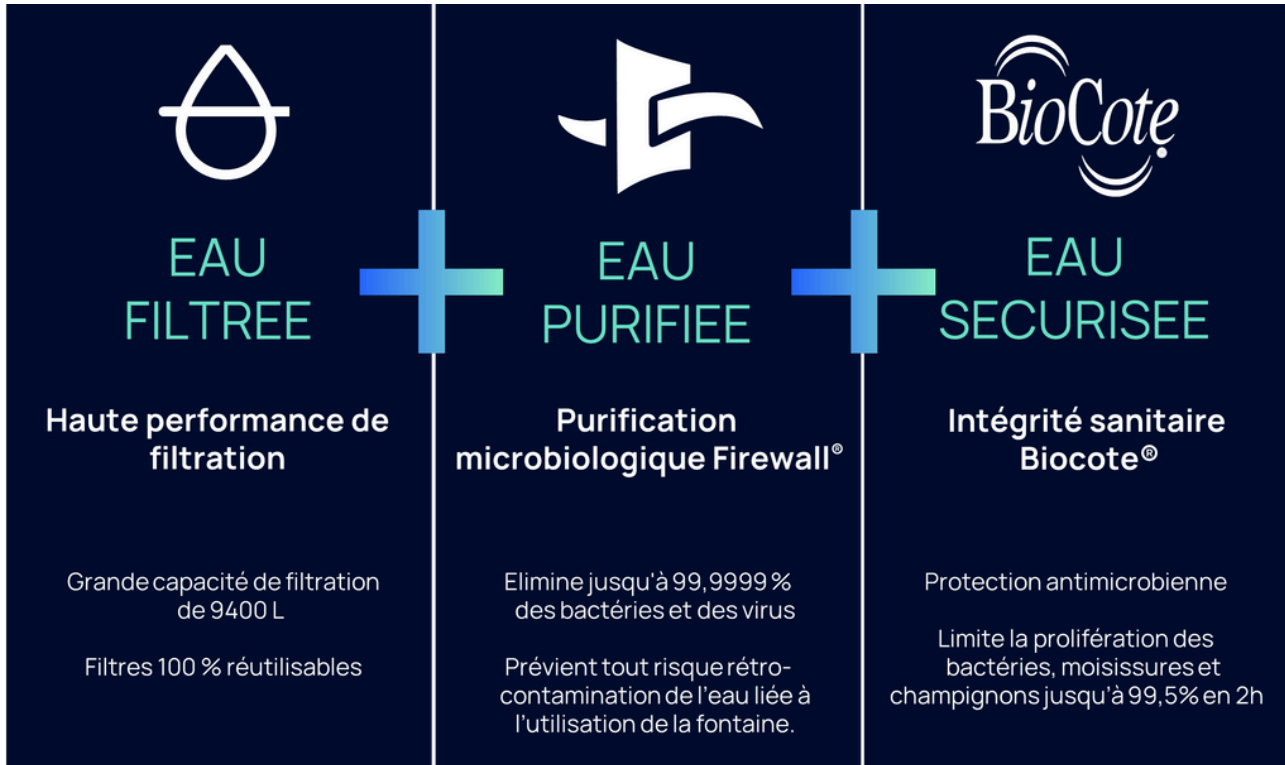 EAU
FILTREE
Haute performance de
filtration
Grande capacité de filtration
de 9400 L
Filtres 100 % réutilisables
EAU
PURIFIEE
Purification
microbiologique Firewall®
Elimine jusqu'à 99,9999 %
des bactéries et des virus
Prévient tout risque rétro-
contamination de l'eau liée à
l'utilisation de la fontaine.
BioCote
EAU
SECURISEE
Intégrité sanitaire
Biocote®
Protection antimicrobienne
Limite la prolifération des
bactéries, moisissures et
champignons jusqu'à 99,5% en 2h